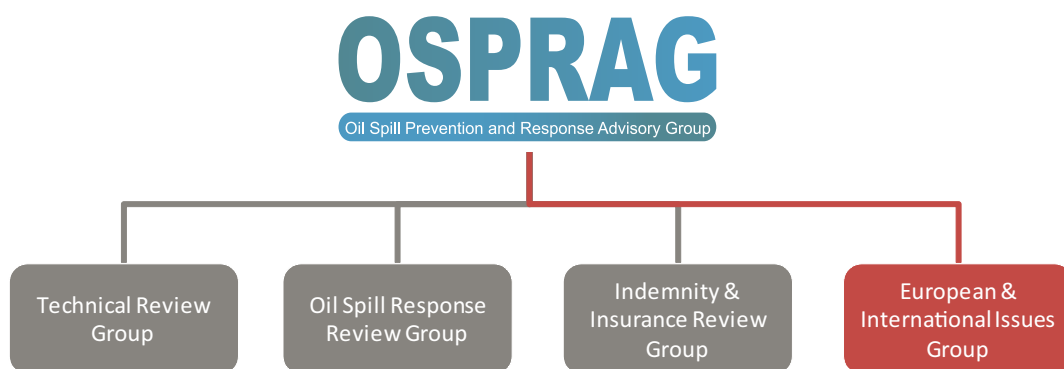 OSPRAG
Oil Spill Prevention and Response Advisory Group
Technical Review
Group
Oil Spill Response
Review Group
Indemnity &
Insurance Review
Group
European &
International Issues
Group